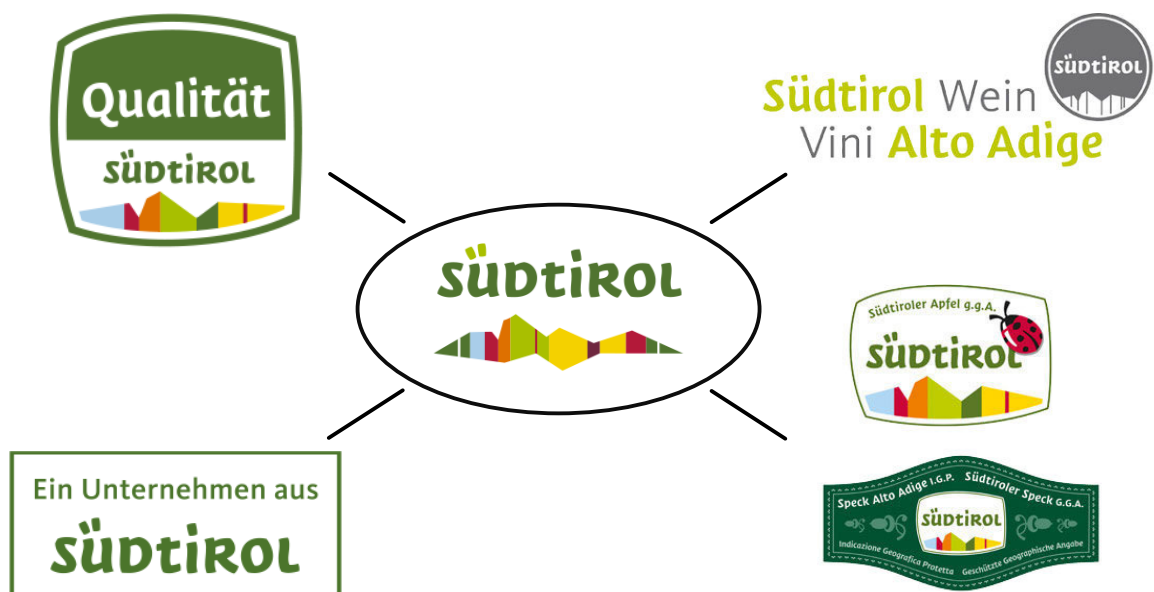 Qualität
SÜDTIROL
SÜDTIROL
Südtirol Wein
Vini Alto Adige
SÜDTIROL
Ein Unternehmen aus
SÜDTIROL
Südtiroler Apfel g.g.A.
SÜDTIROL
Speck Alto Adige I.G.P. Südtiroler Speck G.G.A.
SÜDTIROL
Indicazione Geografica Protetta Geschützte Geographische Angabe